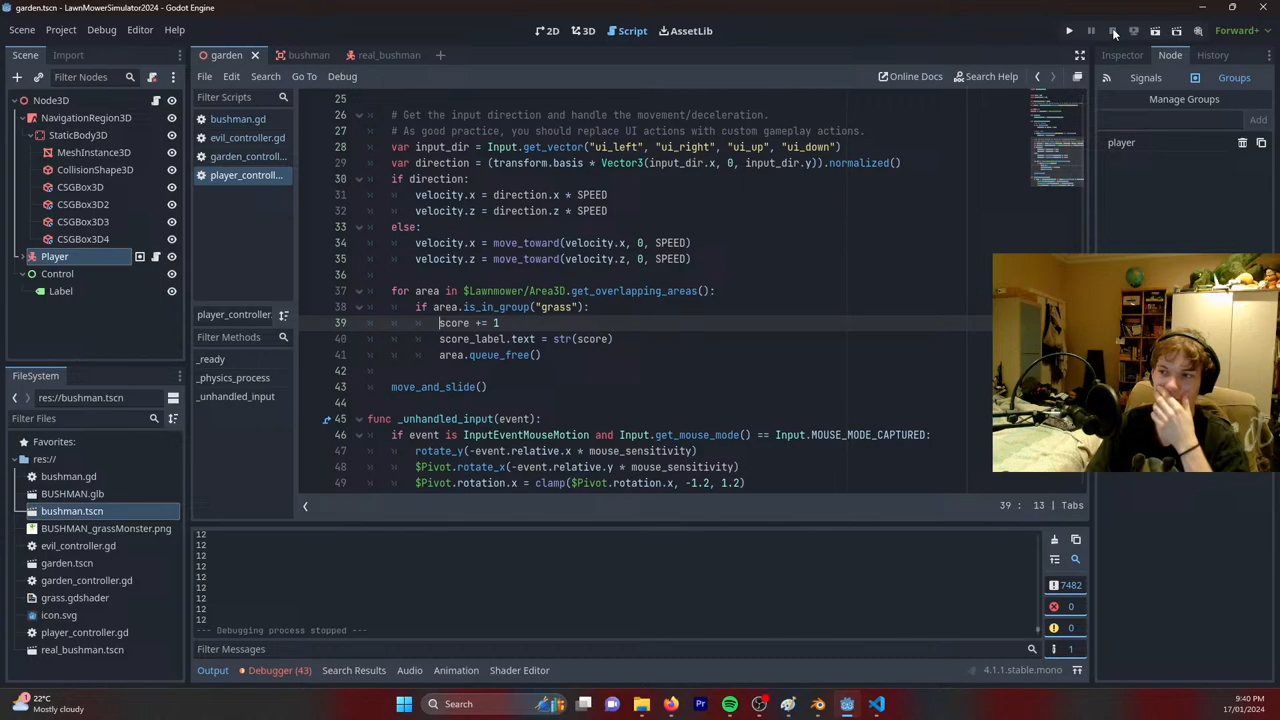 garden.tscn - LawnMowerSimulator2024 - Godot Engine
Scene Project Debug Editor Help
2D 3D Script AssetLib
Forward+
Scene Import
garden bushman real_bushman
Inspector Node History
Filter Nodes
File Edit Search Go To Debug
Online Docs Search Help
Signals Groups
Node3D
NavigationRegion3D
StaticBody3D
MeshInstance3D
CollisionShape3D
CSGBox3D
CSGBox3D2
CSGBox3D3
CSGBox3D4
Player
Control
Label
Filter Scripts
bushman.gd
evil_controller.gd
garden_controll...
player_controll...
player_controller.
Filter Methods
_ready
_physics_process
_unhandled_input
25
26 # Get the input direction and handle the movement/deceleration.
27 # As good practice, you should replace UI actions with custom gameplay actions.
28 var input_dir = Input.get_vector("ui_left", "ui_right", "ui_up", "ui_down")
29 var direction = (transform.basis * Vector3(input_dir.x, 0, input_dir.y)).normalized()
30 if direction:
31 velocity.x = direction.x * SPEED
32 velocity.z = direction.z * SPEED
33 else:
34 velocity.x = move_toward(velocity.x, 0, SPEED)
35 velocity.z = move_toward(velocity.z, 0, SPEED)
36
37 for area in $Lawnmower/Area3D.get_overlapping_areas():
38 if area.is_in_group("grass"):
39 score += 1
40 score_label.text = str(score)
41 area.queue_free()
42
43 move_and_slide()
44
45 func _unhandled_input(event):
46 if event is InputEventMouseMotion and Input.get_mouse_mode() == Input.MOUSE_MODE_CAPTURED:
47 rotate_y(-event.relative.x * mouse_sensitivity)
48 $Pivot.rotate_x(-event.relative.y * mouse_sensitivity)
49 $Pivot.rotation.x = clamp($Pivot.rotation.x, -1.2, 1.2)
39 : 13 | Tabs
Manage Groups
Add
player
FileSystem
res://bushman.tscn
Filter Files
Favorites:
res://
bushman.gd
BUSHMAN.glb
bushman.tscn
BUSHMAN_grassMonster.png
evil_controller.gd
garden.tscn
garden_controller.gd
grass.gdshader
icon.svg
player_controller.gd
real_bushman.tscn
12
12
12
12
12
12
12
12
12
--- Debugging process stopped ---
Filter Messages
7482
0
0
1
Output Debugger (43) Search Results Audio Animation Shader Editor
4.1.1.stable.mono
1
22°C
Mostly cloudy
Search
Pr
9:40 PM
17/01/2024